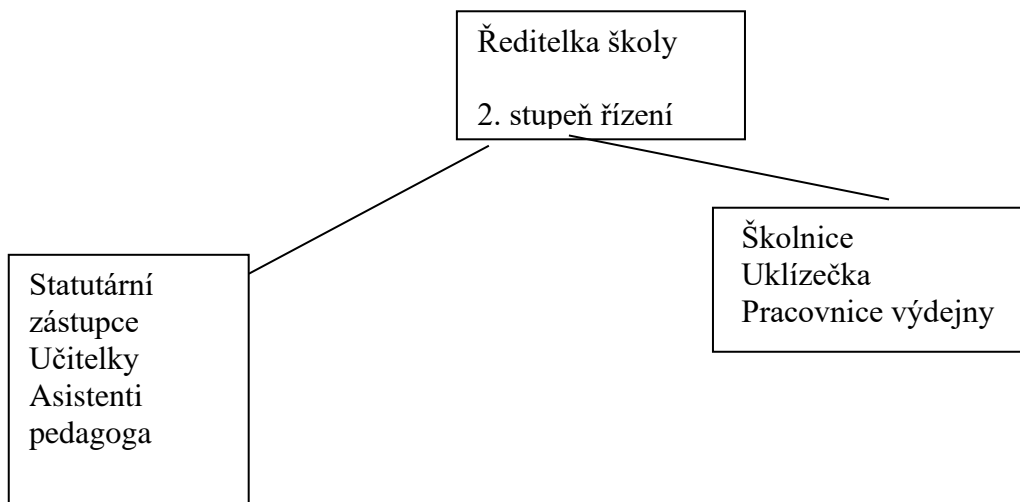 Ředitelka školy
2. stupeň řízení
Školnice
Uklízečka
Pracovnice výdejny
Statutární
zástupce
Učitelky
Asistenti
pedagoga